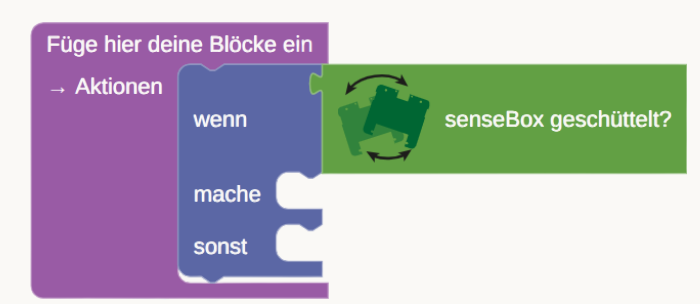 Füge hier deine Blöcke ein
→ Aktionen
wenn
senseBox geschüttelt?
mache
sonst